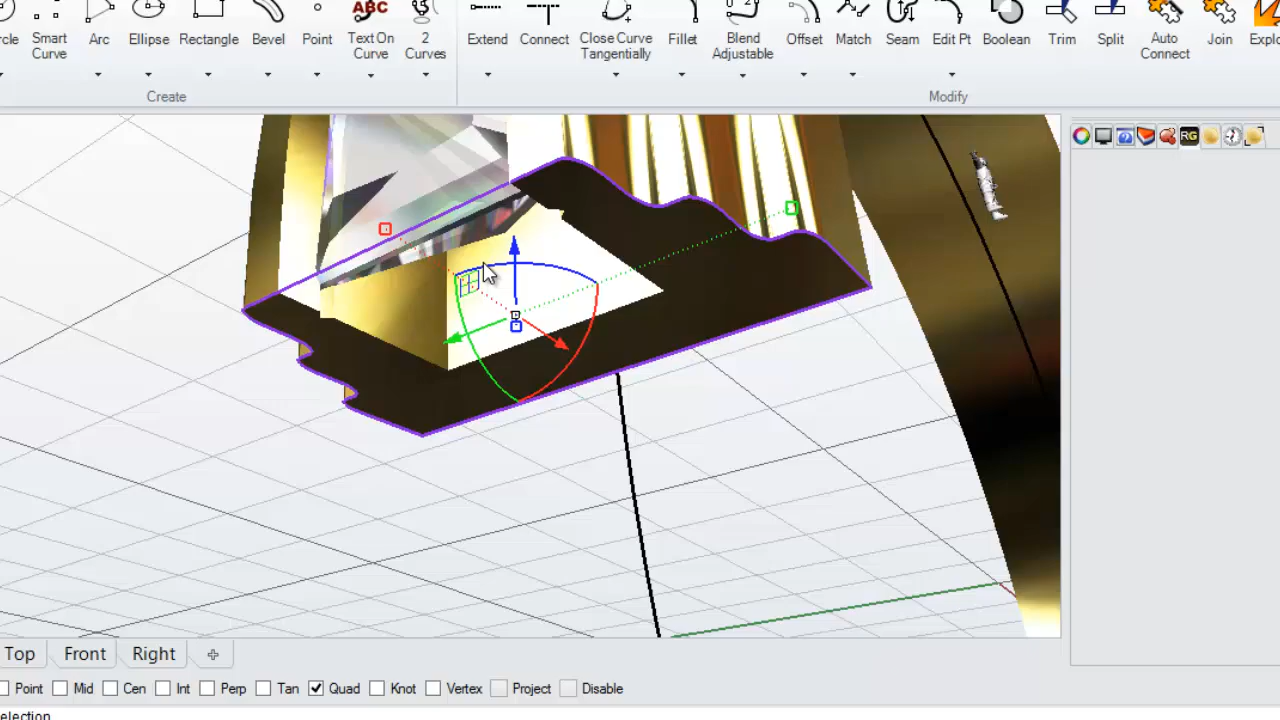 rcle Smart Curve Arc Ellipse Rectangle Bevel Point Text On Curve 2 Curves Extend Connect Close Curve Tangentially Fillet Blend Adjustable Offset Match Seam Edit Pt Boolean Trim Split Auto Connect Join Explo
ABC
Create Modify
RG
Top Front Right
Point Mid Cen Int Perp Tan Quad Knot Vertex Project Disable
election